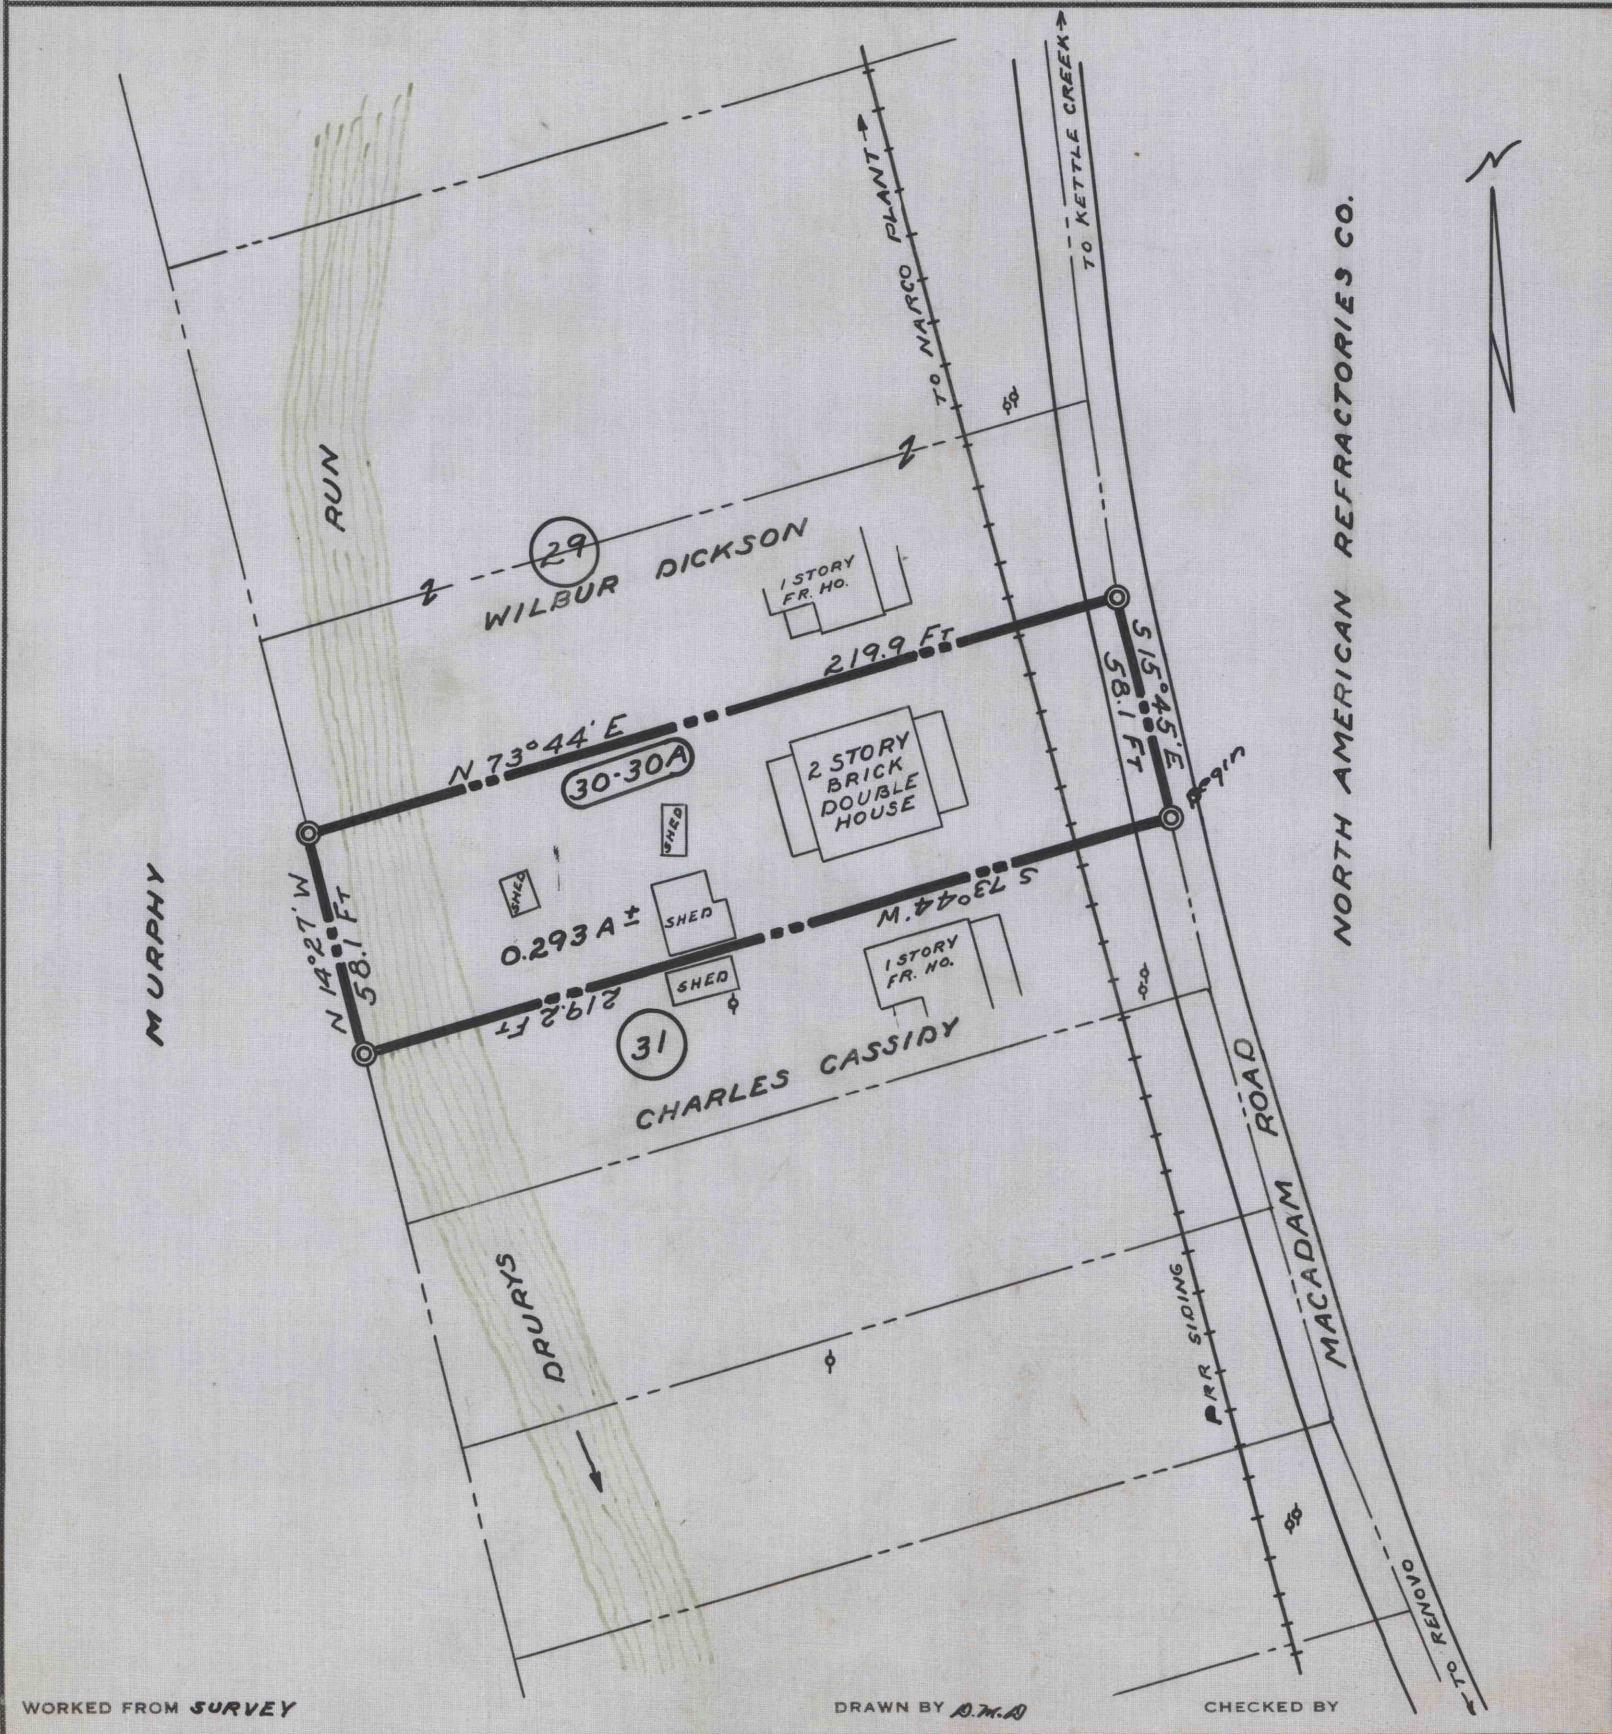 TO KETTLE CREEK
TO NARCO PLANT
N
NORTH AMERICAN REFRACTORIES CO.
RUN
29
WILBUR DICKSON
1 STORY
FR. HO.
219.9 FT
N 73°44' E
S 15°45' E
58.1 FT
Begin
30-30A
2 STORY
BRICK
DOUBLE
HOUSE
SHED
SHED
SHED
SHED
0.293 A ±
S 73°44' W.
219.2 FT
N 14°27' W
58.1 FT
MURPHY
1 STORY
FR. HO.
31
CHARLES CASSIDY
MACADAM ROAD
DRURYS
PRR SIDING
TO RENOVO
WORKED FROM SURVEY
DRAWN BY D.M.D
CHECKED BY